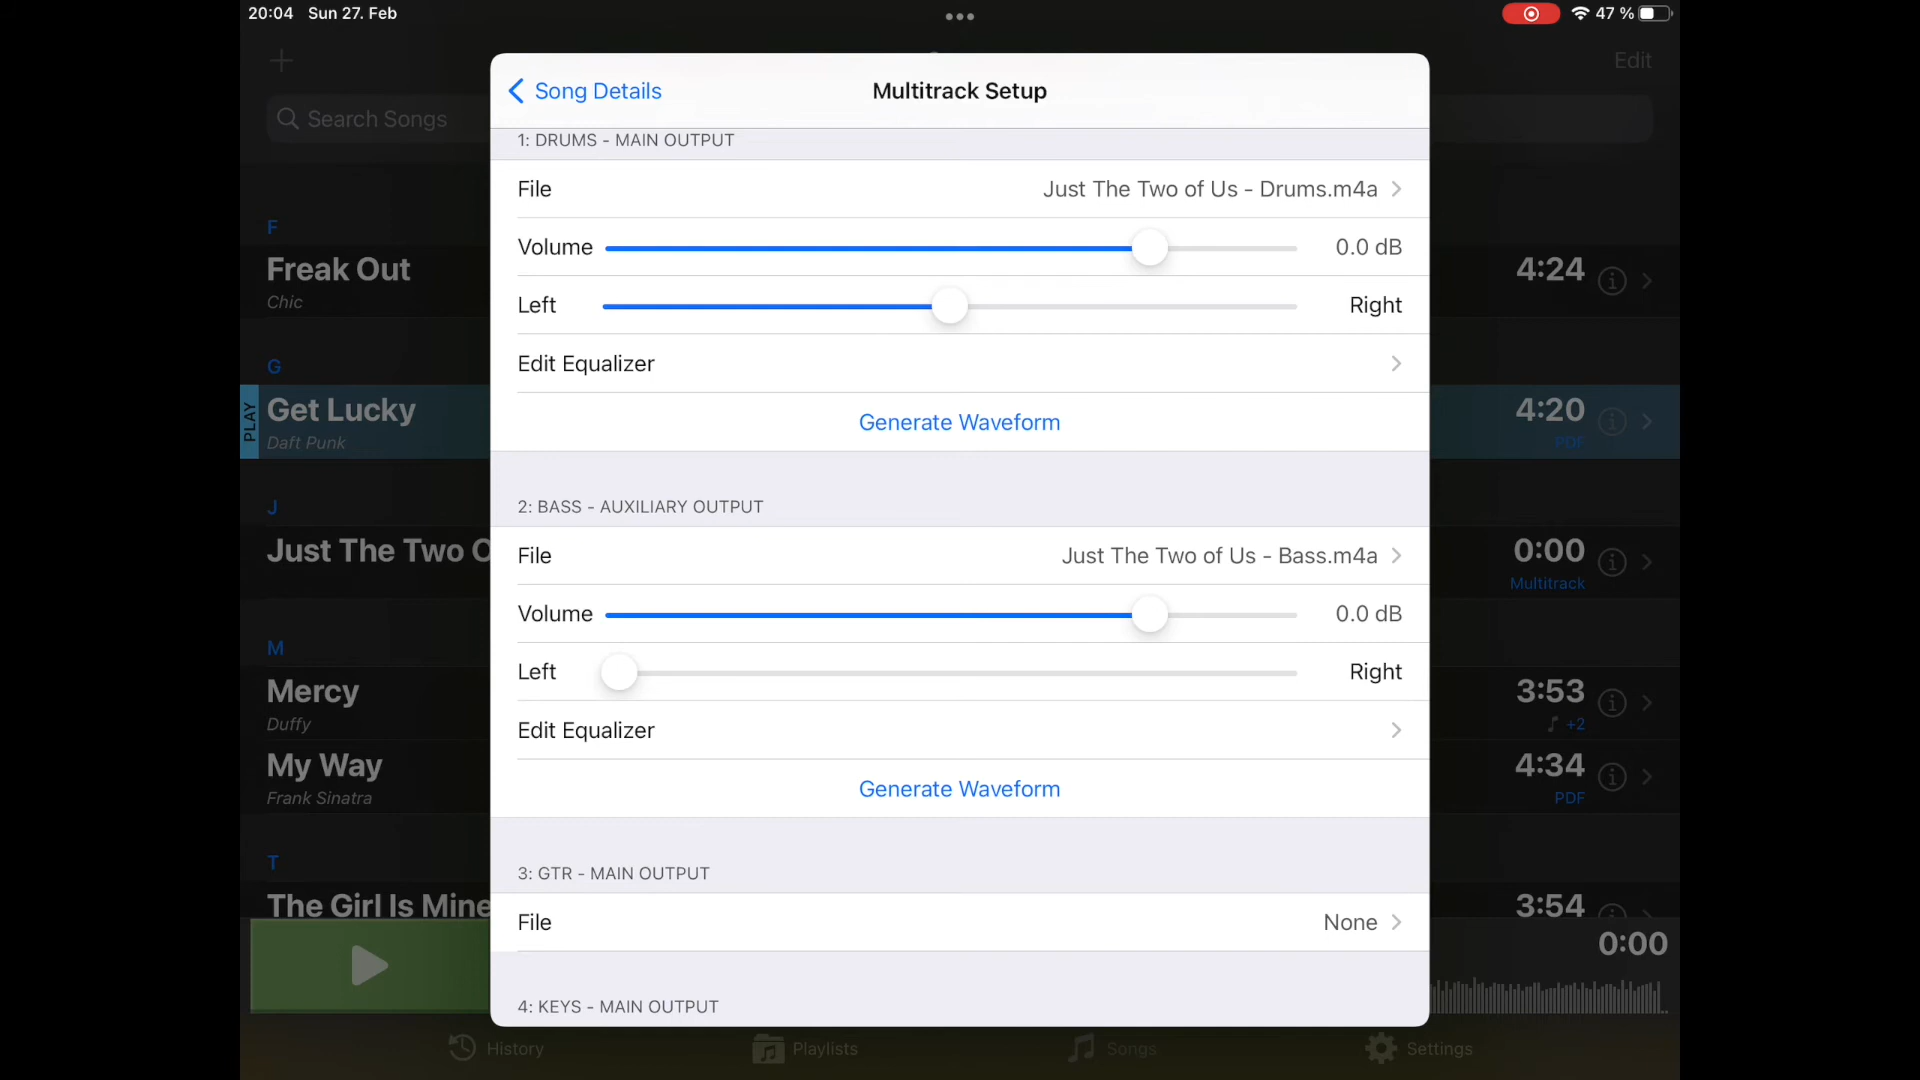 20:04 Sun 27. Feb
47 %
Edit
Search Songs
Song Details
Multitrack Setup
1: DRUMS - MAIN OUTPUT
File
Just The Two of Us - Drums.m4a
Volume
0.0 dB
Left
Right
Edit Equalizer
Generate Waveform
2: BASS - AUXILIARY OUTPUT
File
Just The Two of Us - Bass.m4a
Volume
0.0 dB
Left
Right
Edit Equalizer
Generate Waveform
3: GTR - MAIN OUTPUT
File
None
4: KEYS - MAIN OUTPUT
F
Freak Out
Chic
4:24
G
PLAY
Get Lucky
Daft Punk
4:20
PDF
J
Just The Two O
0:00
Multitrack
M
Mercy
Duffy
3:53
+2
My Way
Frank Sinatra
4:34
PDF
T
The Girl Is Mine
3:54
0:00
History
Playlists
Songs
Settings